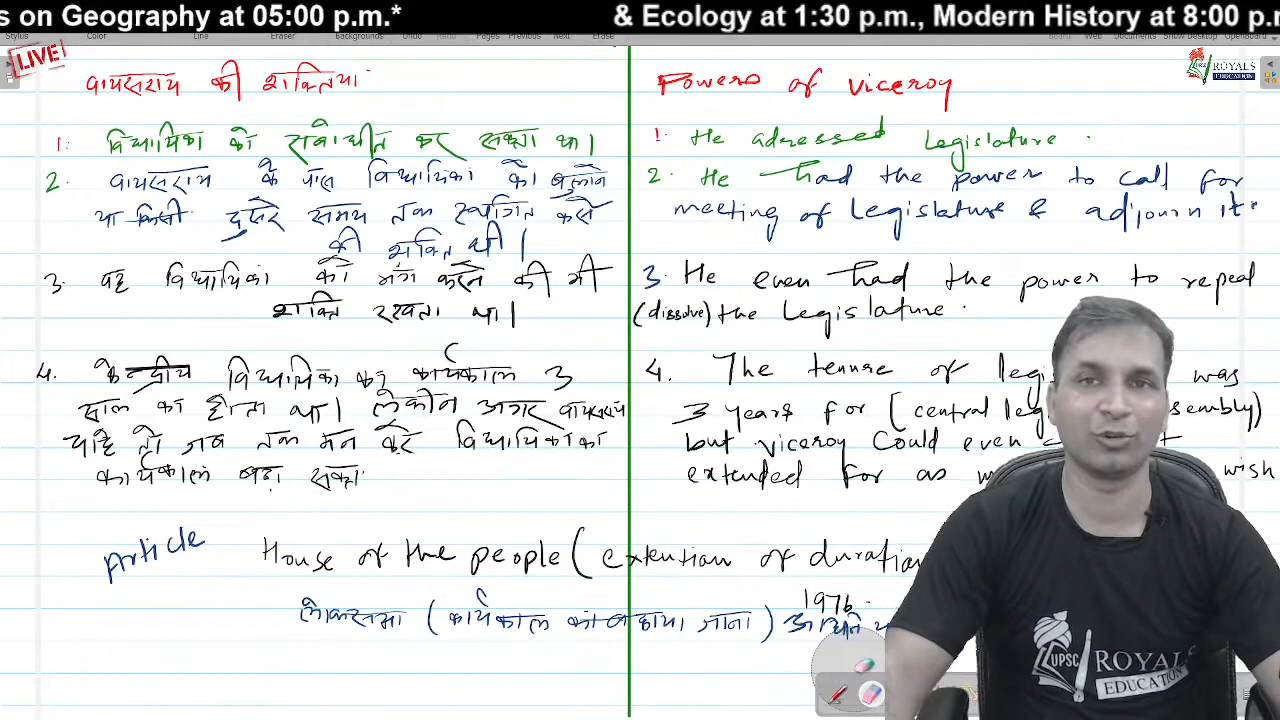 s on Geography at 05:00 p.m.*
& Ecology at 1:30 p.m., Modern History at 8:00 p.m
LIVE
ROYALS
EDUCATION
वायसराय की शक्तियाँ
1. विधायिका को संबोधीत कर सकता था।
2. वायसराय के पास विधायिका को बुलाने
या किसी दुसरे समय तक स्थगित करने
की शक्ति थी।
3. वह विधायिका को भंग करने की भी
शक्ति रखता था।
4. केन्द्रीय विधायिका का कार्यकाल 3
साल का होता था। लेकीन अगर वायसराय
चाहे तो जब तक मन करे विधायिका का
कार्यकाल बढ़ा सकता
Powers of viceroy
1. He adressed Legislature.
2. He had the power to call for
meeting of Legislature & adjourn it.
3. He even had the power to repeal
(dissolve) the Legislature.
4. The tenure of was
3 years for (central
but viceroy Could even
extended for as wish
Article House of the people (extention of duration
1976
लोकसभा (कार्यकाल का बढ़ाया जाना)
UPSC ROYALS
EDUCATION